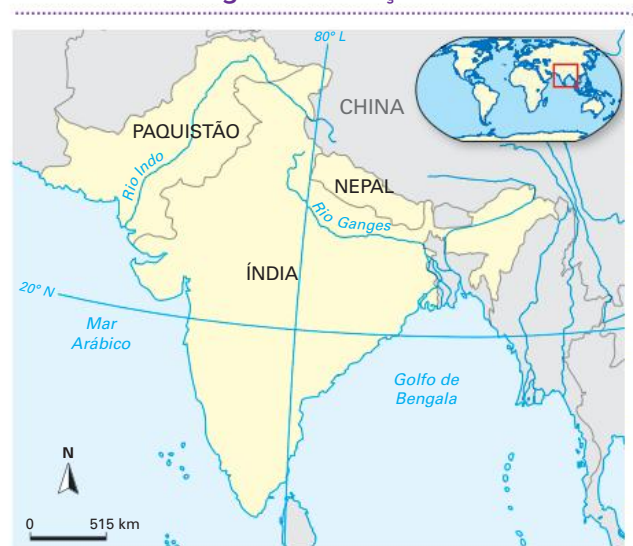 80° L
CHINA
PAQUISTÃO
Rio Indo
NEPAL
Rio Ganges
ÍNDIA
20° N
Mar
Arábico
Golfo de
Bengala
N
0 515 km